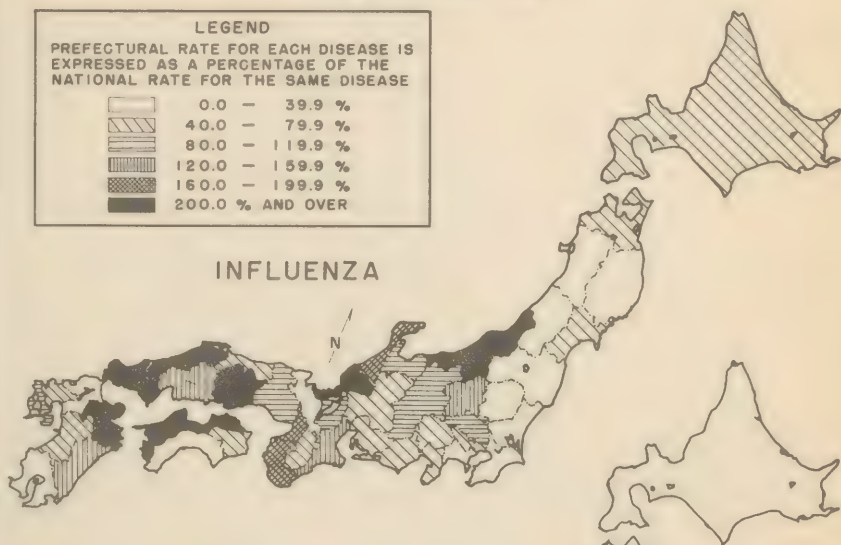 LEGEND
PREFECTURAL RATE FOR EACH DISEASE IS
EXPRESSED AS A PERCENTAGE OF THE
NATIONAL RATE FOR THE SAME DISEASE
0.0 – 39.9 %
40.0 – 79.9 %
80.0 – 119.9 %
120.0 – 159.9 %
160.0 – 199.9 %
200.0 % AND OVER
INFLUENZA
N